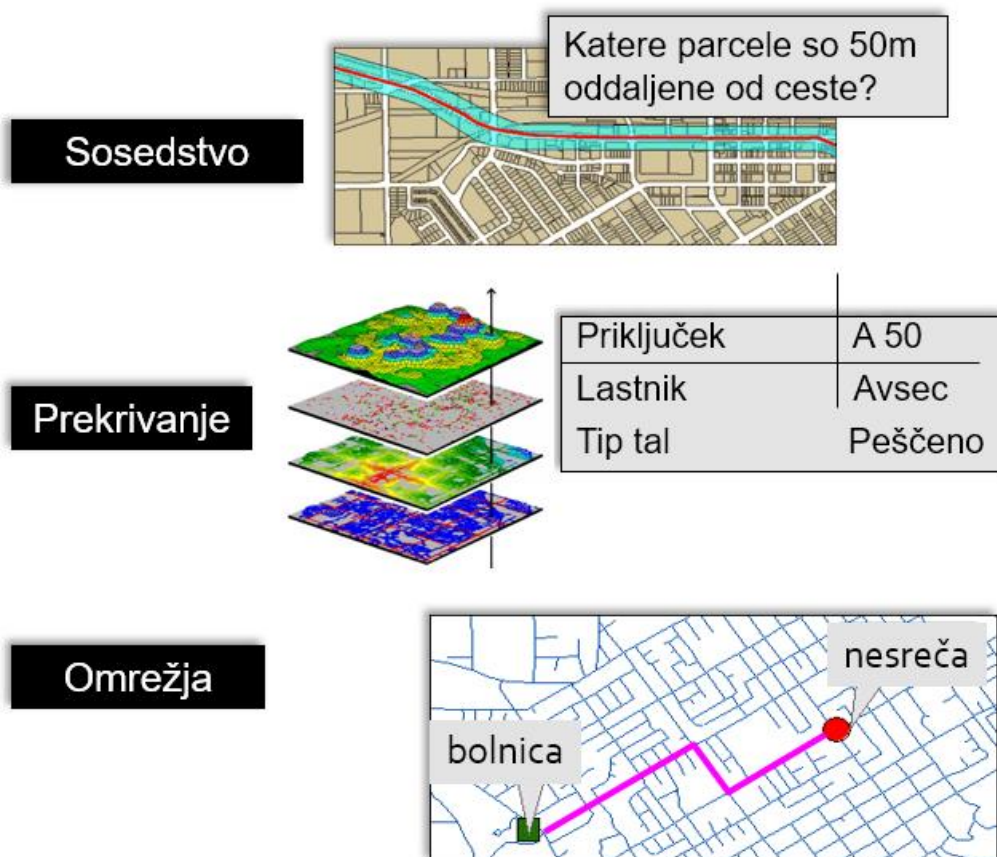 Katere parcele so 50m
oddaljene od ceste?
Sosedstvo
Prekrivanje
Priključek A 50
Lastnik Avsec
Tip tal Peščeno
Omrežja
nesreča
bolnica